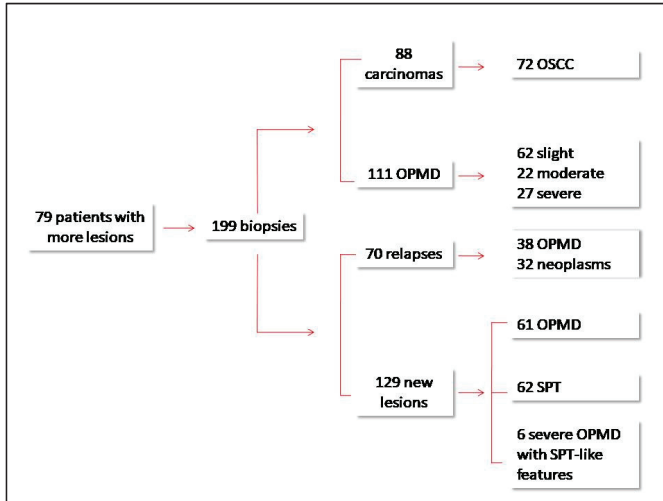 79 patients with
more lesions
199 biopsies
88
carcinomas
72 OSCC
111 OPMD
62 slight
22 moderate
27 severe
70 relapses
38 OPMD
32 neoplasms
129 new
lesions
61 OPMD
62 SPT
6 severe OPMD
with SPT-like
features